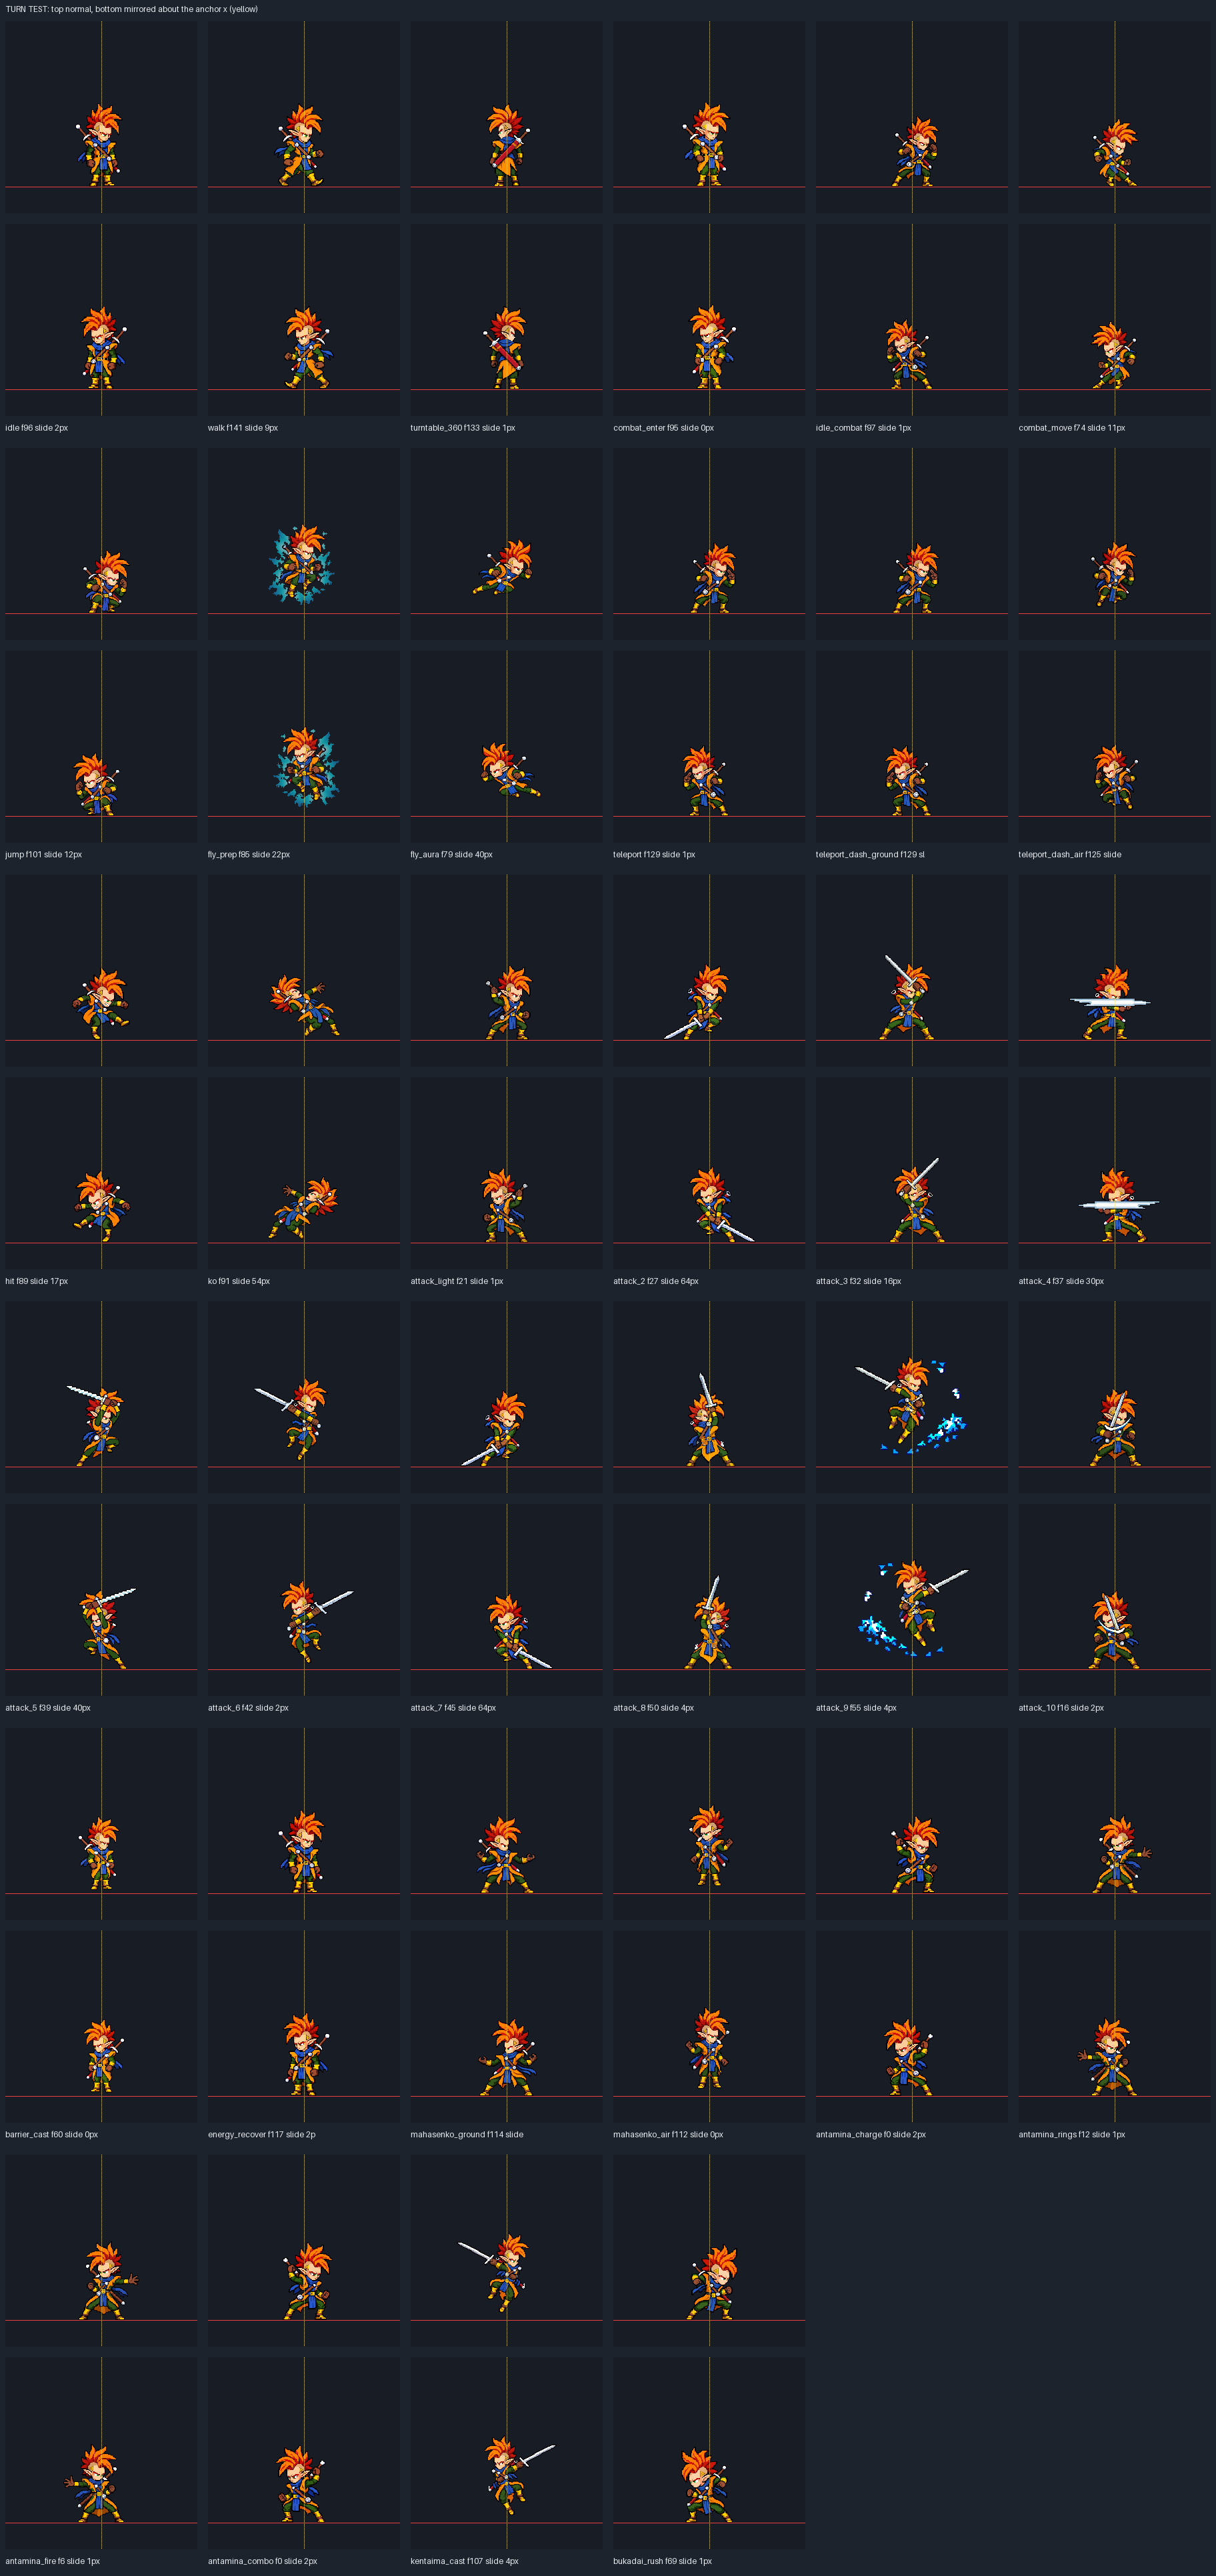 TURN TEST: top normal, bottom mirrored about the anchor x (yellow)
idle f96 slide 2px
walk f141 slide 9px
turntable_360 f133 slide 1px
combat_enter f95 slide 0px
idle_combat f97 slide 1px
combat_move f74 slide 11px
jump f101 slide 12px
fly_prep f85 slide 22px
fly_aura f79 slide 40px
teleport f129 slide 1px
teleport_dash_ground f129 sl
teleport_dash_air f125 slide
hit f89 slide 17px
ko f91 slide 54px
attack_light f21 slide 1px
attack_2 f27 slide 64px
attack_3 f32 slide 16px
attack_4 f37 slide 30px
attack_5 f39 slide 40px
attack_6 f42 slide 2px
attack_7 f45 slide 64px
attack_8 f50 slide 4px
attack_9 f55 slide 4px
attack_10 f16 slide 2px
barrier_cast f60 slide 0px
energy_recover f117 slide 2p
mahasenko_ground f114 slide
mahasenko_air f112 slide 0px
antamina_charge f0 slide 2px
antamina_rings f12 slide 1px
antamina_fire f6 slide 1px
antamina_combo f0 slide 2px
kentaima_cast f107 slide 4px
bukadai_rush f69 slide 1px